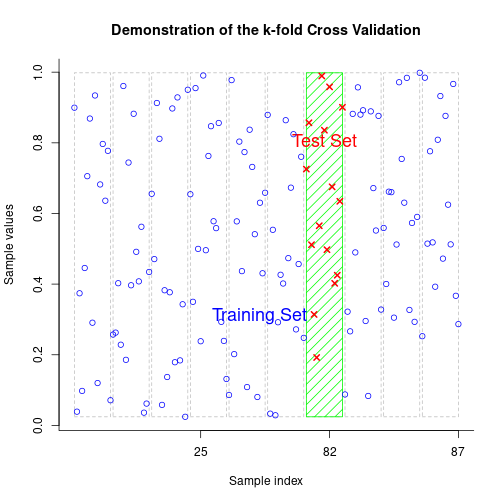 Demonstration of the k-fold Cross Validation
Sample values
1.0
0.8
0.6
0.4
0.2
0.0
Test Set
Training Set
25
82
87
Sample index